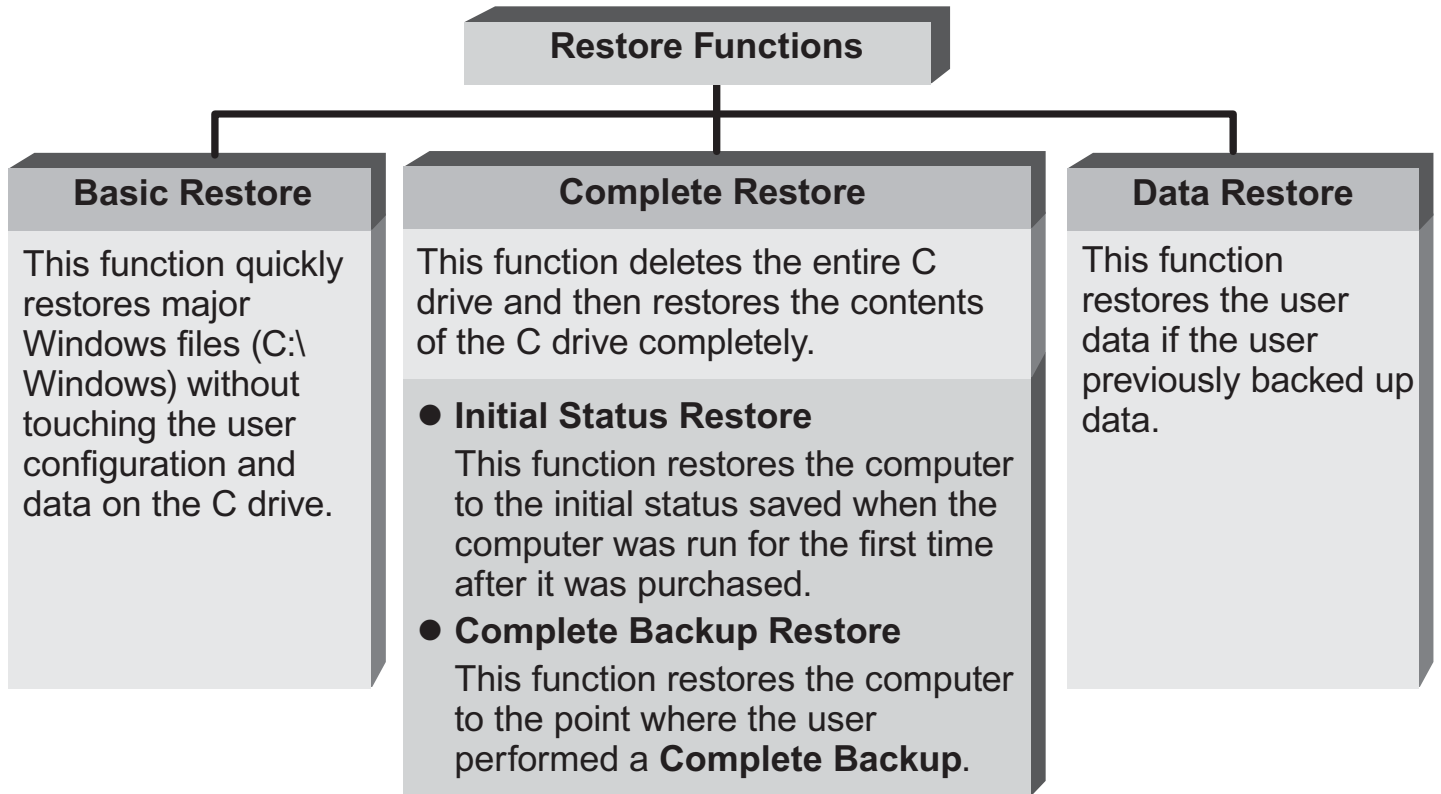 Restore Functions
Basic Restore
This function quickly
restores major
Windows files (C:\
Windows) without
touching the user
configuration and
data on the C drive.
Complete Restore
This function deletes the entire C
drive and then restores the contents
of the C drive completely.
● Initial Status Restore
This function restores the computer
to the initial status saved when the
computer was run for the first time
after it was purchased.
● Complete Backup Restore
This function restores the computer
to the point where the user
performed a Complete Backup.
Data Restore
This function
restores the user
data if the user
previously backed up
data.